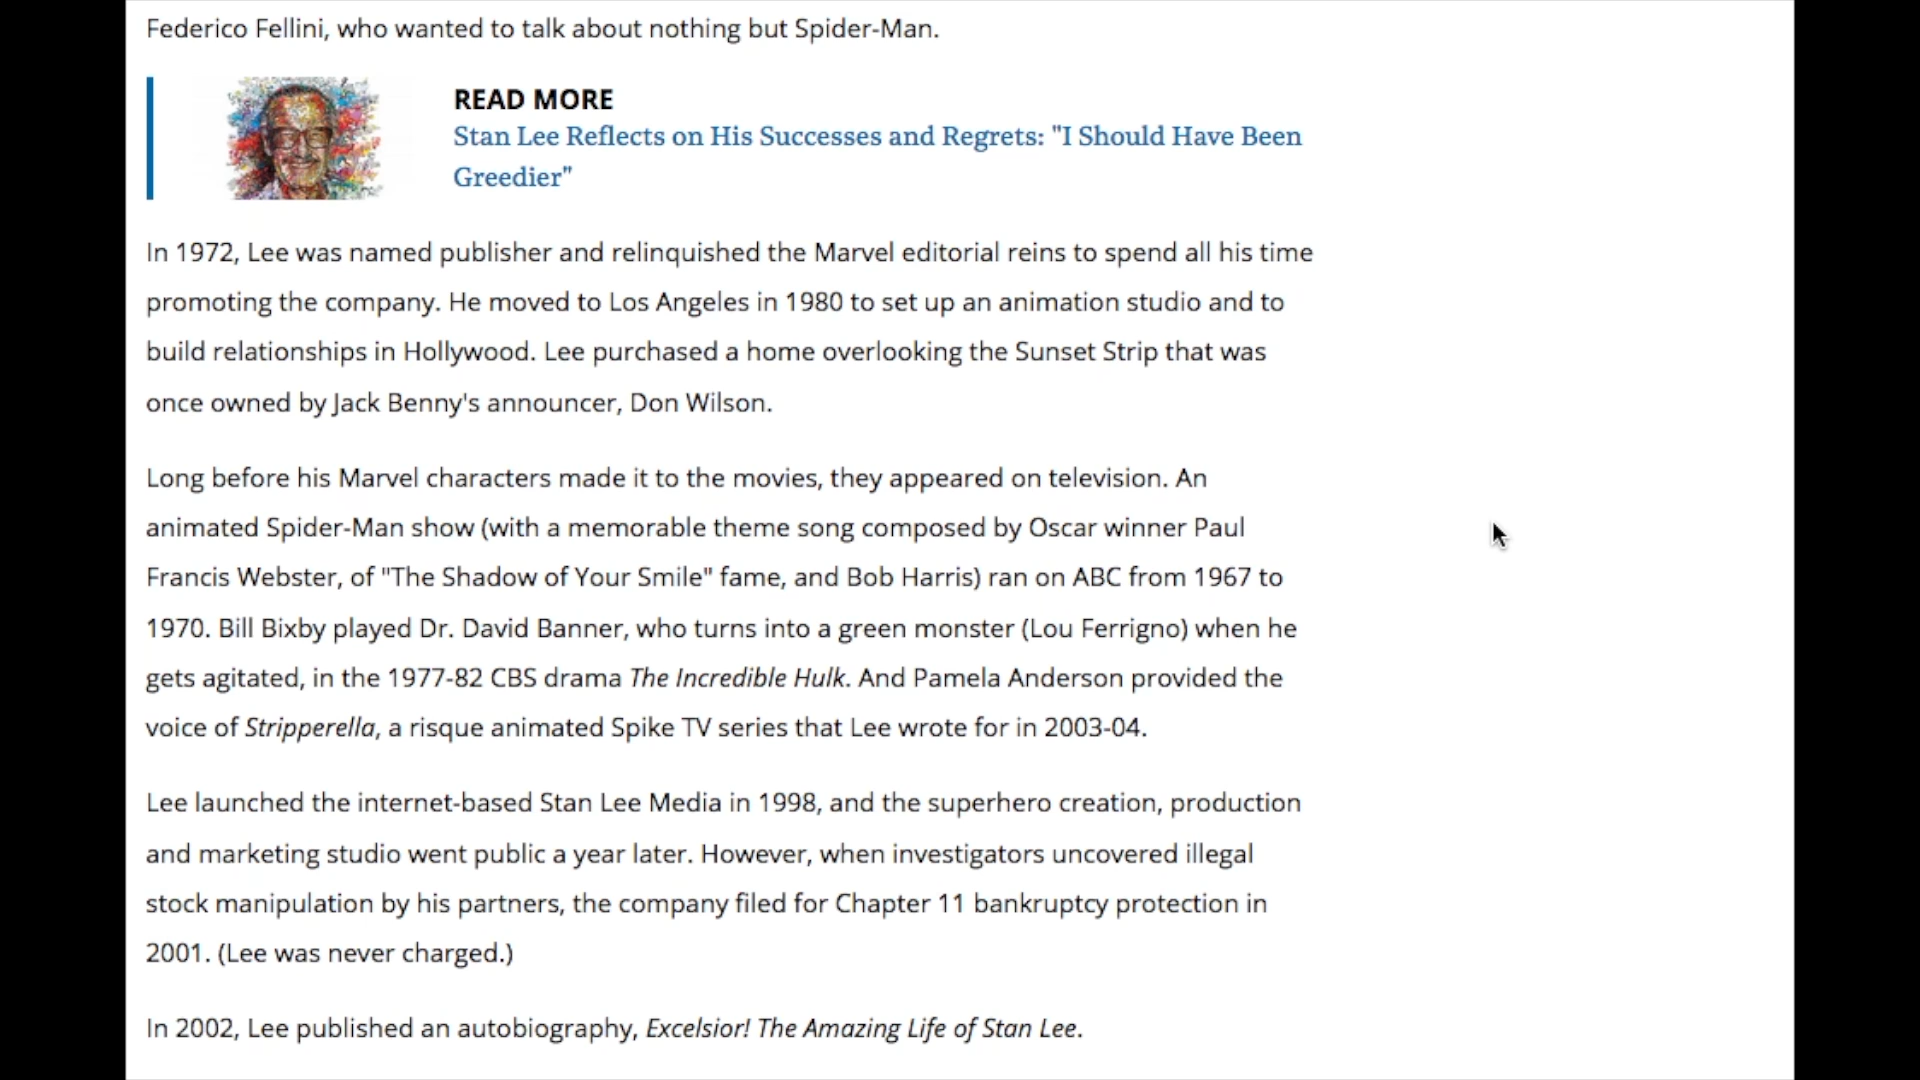 Federico Fellini, who wanted to talk about nothing but Spider-Man.
READ MORE
Stan Lee Reflects on His Successes and Regrets: "I Should Have Been
Greedier"
In 1972, Lee was named publisher and relinquished the Marvel editorial reins to spend all his time
promoting the company. He moved to Los Angeles in 1980 to set up an animation studio and to
build relationships in Hollywood. Lee purchased a home overlooking the Sunset Strip that was
once owned by Jack Benny's announcer, Don Wilson.
Long before his Marvel characters made it to the movies, they appeared on television. An
animated Spider-Man show (with a memorable theme song composed by Oscar winner Paul
Francis Webster, of "The Shadow of Your Smile" fame, and Bob Harris) ran on ABC from 1967 to
1970. Bill Bixby played Dr. David Banner, who turns into a green monster (Lou Ferrigno) when he
gets agitated, in the 1977-82 CBS drama The Incredible Hulk. And Pamela Anderson provided the
voice of Stripperella, a risque animated Spike TV series that Lee wrote for in 2003-04.
Lee launched the internet-based Stan Lee Media in 1998, and the superhero creation, production
and marketing studio went public a year later. However, when investigators uncovered illegal
stock manipulation by his partners, the company filed for Chapter 11 bankruptcy protection in
2001. (Lee was never charged.)
In 2002, Lee published an autobiography, Excelsior! The Amazing Life of Stan Lee.